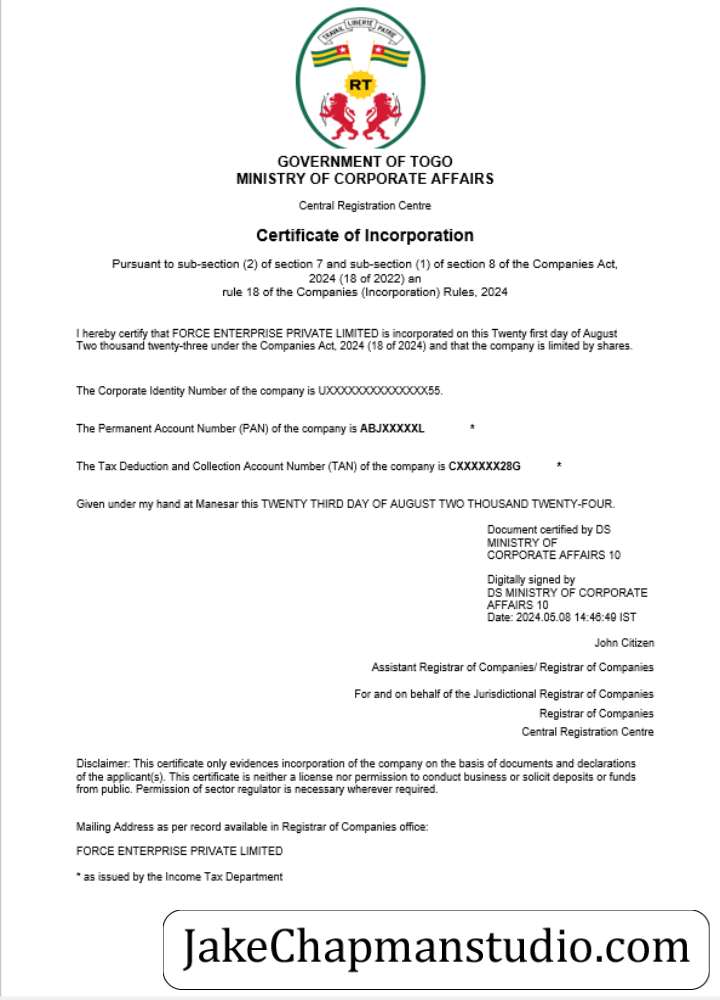 TRAVAIL LIBERTÉ PATRIE
RT
GOVERNMENT OF TOGO
MINISTRY OF CORPORATE AFFAIRS
Central Registration Centre
Certificate of Incorporation
Pursuant to sub-section (2) of section 7 and sub-section (1) of section 8 of the Companies Act,
2024 (18 of 2022) an
rule 18 of the Companies (Incorporation) Rules, 2024
I hereby certify that FORCE ENTERPRISE PRIVATE LIMITED is incorporated on this Twenty first day of August
Two thousand twenty-three under the Companies Act, 2024 (18 of 2024) and that the company is limited by shares.
The Corporate Identity Number of the company is UXXXXXXXXXXXXXX55.
The Permanent Account Number (PAN) of the company is ABJXXXXXL *
The Tax Deduction and Collection Account Number (TAN) of the company is CXXXXXX28G *
Given under my hand at Manesar this TWENTY THIRD DAY OF AUGUST TWO THOUSAND TWENTY-FOUR.
Document certified by DS
MINISTRY OF
CORPORATE AFFAIRS 10
Digitally signed by
DS MINISTRY OF CORPORATE
AFFAIRS 10
Date: 2024.05.08 14:46:49 IST
John Citizen
Assistant Registrar of Companies/ Registrar of Companies
For and on behalf of the Jurisdictional Registrar of Companies
Registrar of Companies
Central Registration Centre
Disclaimer: This certificate only evidences incorporation of the company on the basis of documents and declarations
of the applicant(s). This certificate is neither a license nor permission to conduct business or solicit deposits or funds
from public. Permission of sector regulator is necessary wherever required.
Mailing Address as per record available in Registrar of Companies office:
FORCE ENTERPRISE PRIVATE LIMITED
* as issued by the Income Tax Department
JakeChapmanstudio.com